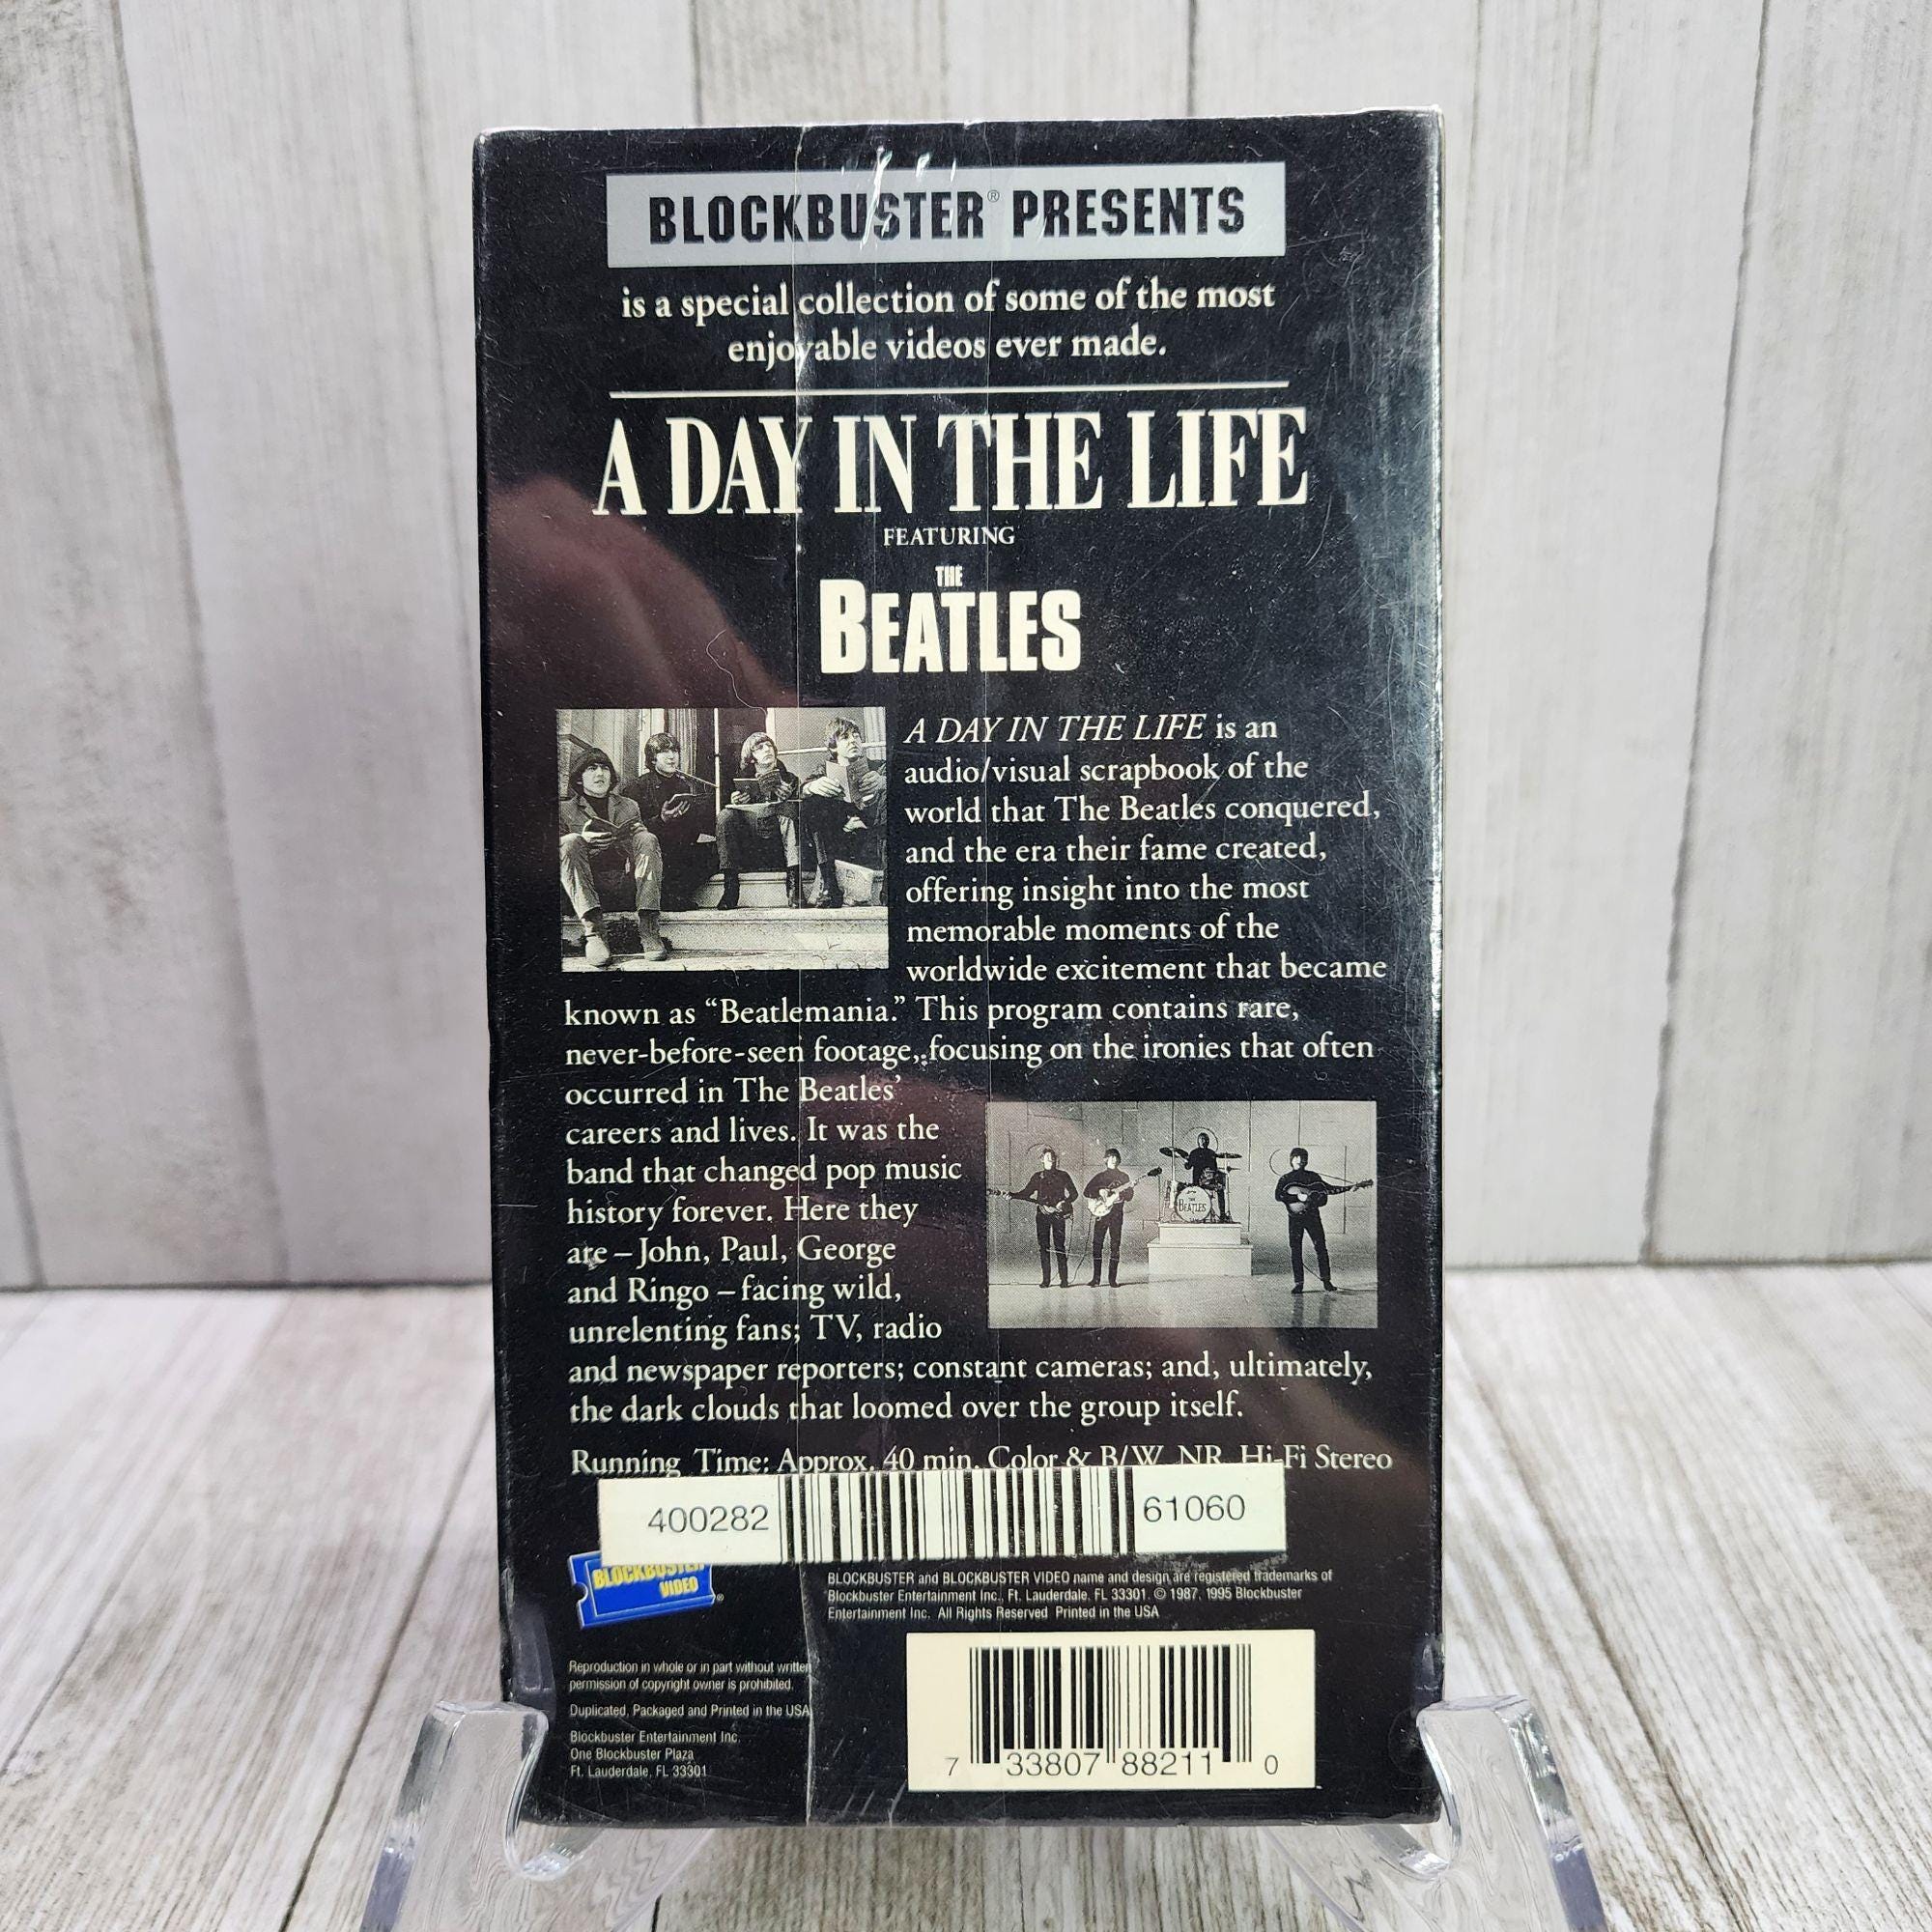 BLOCKBUSTER® PRESENTS
is a special collection of some of the most
enjoyable videos ever made.
A DAY IN THE LIFE
FEATURING
THE
BEATLES
A DAY IN THE LIFE is an
audio/visual scrapbook of the
world that The Beatles conquered,
and the era their fame created,
offering insight into the most
memorable moments of the
worldwide excitement that became
known as “Beatlemania.” This program contains rare,
never-before-seen footage, focusing on the ironies that often
occurred in The Beatles’
careers and lives. It was the
band that changed pop music
history forever. Here they
are – John, Paul, George
and Ringo – facing wild,
unrelenting fans; TV, radio
and newspaper reporters; constant cameras; and, ultimately,
the dark clouds that loomed over the group itself.
THE
BEATLES
Running Time: Approx. 40 min. Color & B/W NR Hi-Fi Stereo
400282 61060
BLOCKBUSTER
VIDEO®
BLOCKBUSTER and BLOCKBUSTER VIDEO name and design are registered trademarks of
Blockbuster Entertainment Inc., Ft. Lauderdale, FL 33301. © 1987, 1995 Blockbuster
Entertainment Inc. All Rights Reserved Printed in the USA
Reproduction in whole or in part without written
permission of copyright owner is prohibited.
Duplicated, Packaged and Printed in the USA
Blockbuster Entertainment Inc.
One Blockbuster Plaza
Ft. Lauderdale, FL 33301
7 33807 88211 0